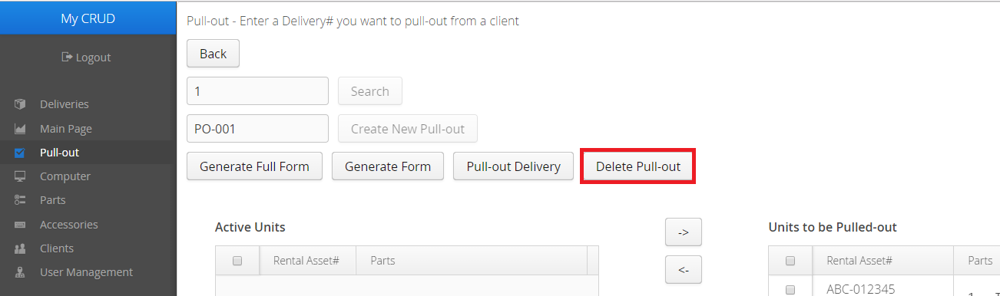 My CRUD
Logout
Deliveries
Main Page
Pull-out
Computer
Parts
Accessories
Clients
User Management
Pull-out - Enter a Delivery# you want to pull-out from a client
Back
1 Search
PO-001 Create New Pull-out
Generate Full Form Generate Form Pull-out Delivery Delete Pull-out
Active Units -> Units to be Pulled-out
Rental Asset# Parts Rental Asset# Parts
<-
ABC-012345